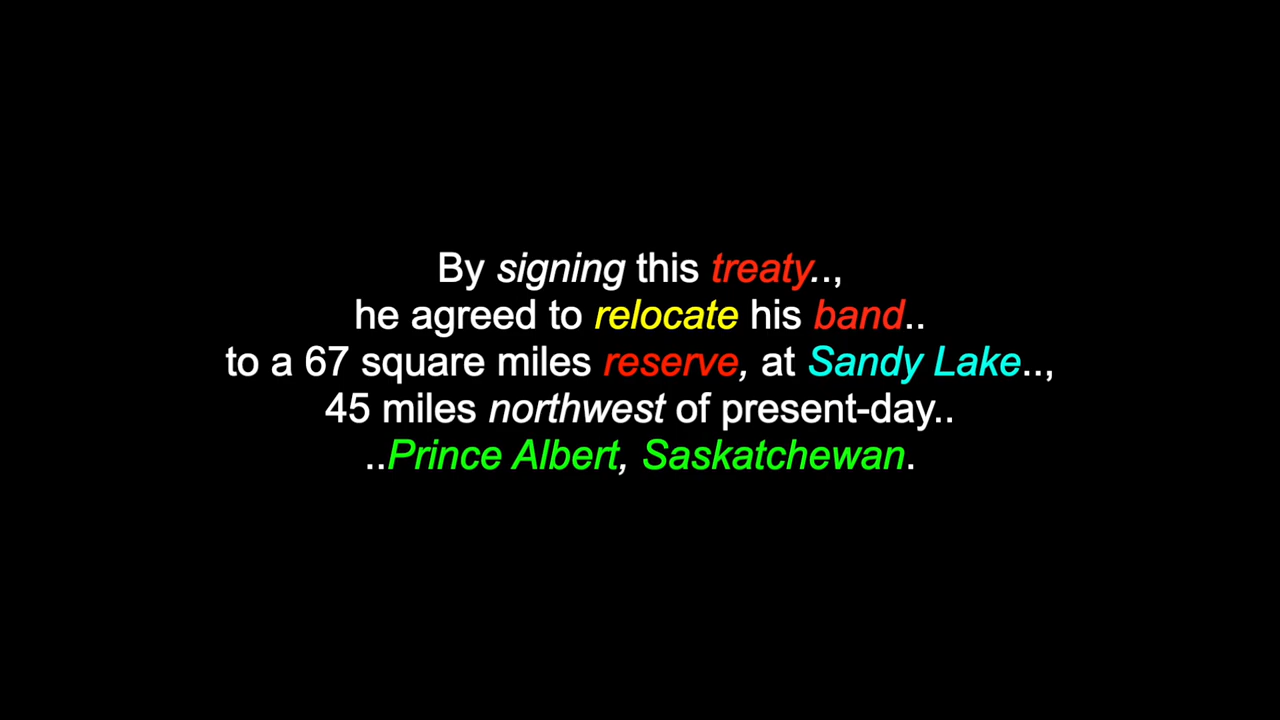 By signing this treaty..,
he agreed to relocate his band..
to a 67 square miles reserve, at Sandy Lake..,
45 miles northwest of present-day..
..Prince Albert, Saskatchewan.